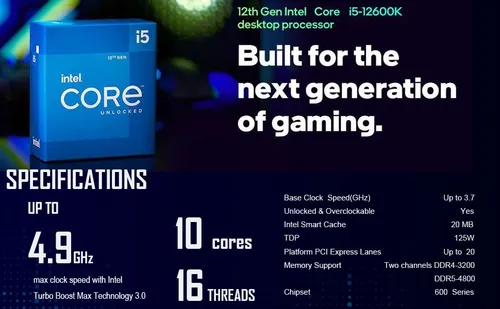 12th Gen Intel Core i5-12600K
desktop processor
Built for the
next generation
of gaming.
i5
12TH GEN
intel
CORE
UNLOCKED
intel
SPECIFICATIONS
UP TO
4.9GHz
max clock speed with Intel
Turbo Boost Max Technology 3.0
10 cores
16 THREADS
Base Clock Speed(GHz) Up to 3.7
Unlocked & Overclockable Yes
Intel Smart Cache 20 MB
TDP 125W
Platform PCI Express Lanes Up to 20
Memory Support Two channels DDR4-3200
DDR5-4800
Chipset 600 Series